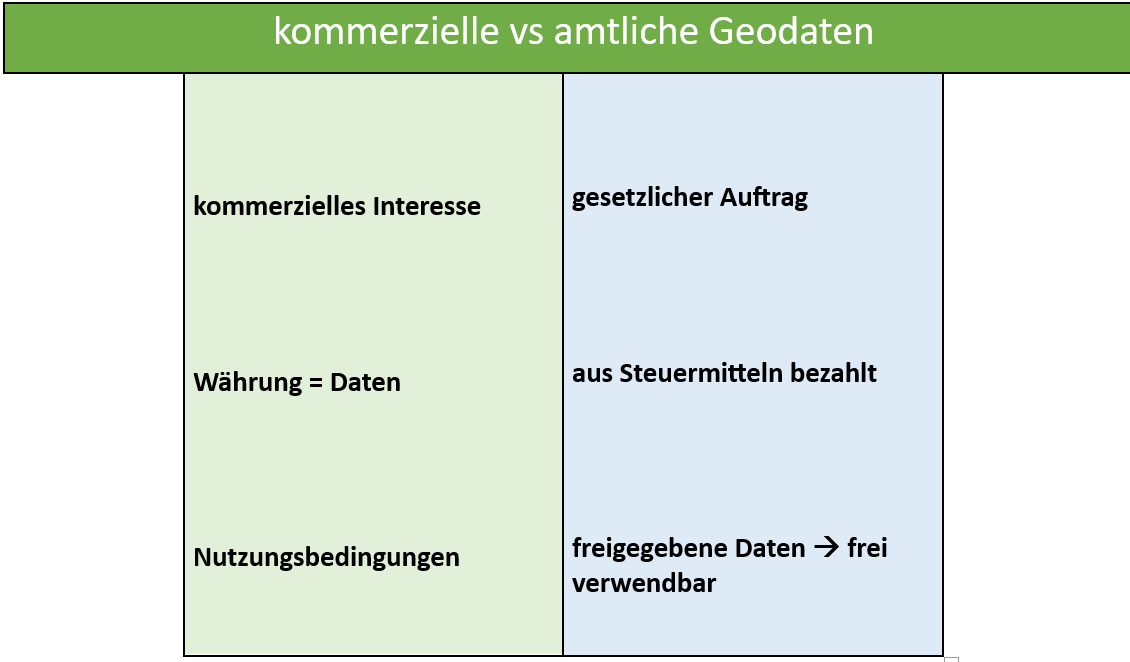 kommerzielle vs amtliche Geodaten
kommerzielles Interesse
gesetzlicher Auftrag
Währung = Daten
aus Steuermitteln bezahlt
Nutzungsbedingungen
freigegebene Daten → frei
verwendbar